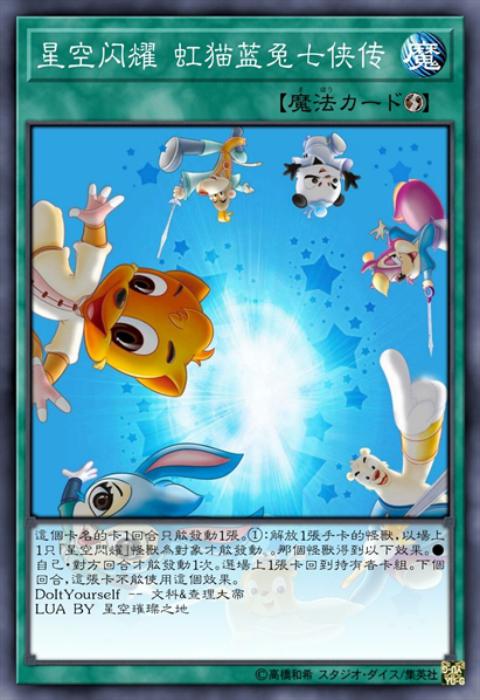 星空闪耀 虹猫蓝兔七侠传
魔
【魔法カード】
まほう
這個卡名的卡1回合只能發動1張。①:解放1張手卡的怪獸,以場上
1只「星空閃耀」怪獸為對象才能發動。那個怪獸得到以下效果。●
自己·對方回合才能發動1次。選場上1張卡回到持有者卡組。下個
回合,這張卡不能使用這個效果。
DoItYourself -- 文科&查理大帝
LUA BY 星空璀璨之地
©高橋和希 スタジオ・ダイス/集英社